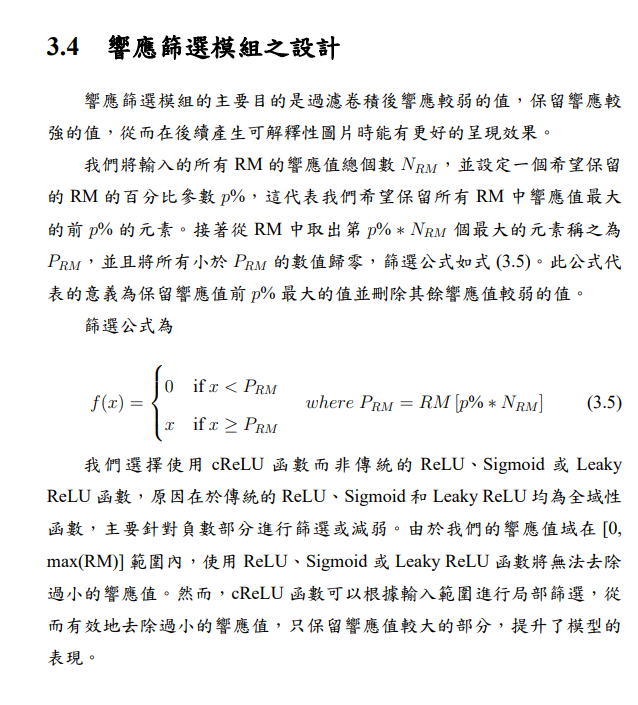 3.4 響應篩選模組之設計
響應篩選模組的主要目的是過濾卷積後響應較弱的值，保留響應較
強的值，從而在後續產生可解釋性圖片時能有更好的呈現效果。
我們將輸入的所有 RM 的響應值總個數 N_{RM}，並設定一個希望保留
的 RM 的百分比參數 p%，這代表我們希望保留所有 RM 中響應值最大
的前 p% 的元素。接著從 RM 中取出第 p% * N_{RM} 個最大的元素稱之為
P_{RM}，並且將所有小於 P_{RM} 的數值歸零，篩選公式如式 (3.5)。此公式代
表的意義為保留響應值前 p% 最大的值並刪除其餘響應值較弱的值。
篩選公式為
f(x) = { 0 if x < P_{RM}
x if x ≥ P_{RM} where P_{RM} = RM [p% * N_{RM}] (3.5)
我們選擇使用 cReLU 函數而非傳統的 ReLU、Sigmoid 或 Leaky
ReLU 函數，原因在於傳統的 ReLU、Sigmoid 和 Leaky ReLU 均為全域性
函數，主要針對負數部分進行篩選或減弱。由於我們的響應值域在 [0,
max(RM)] 範圍內，使用 ReLU、Sigmoid 或 Leaky ReLU 函數將無法去除
過小的響應值。然而，cReLU 函數可以根據輸入範圍進行局部篩選，從
而有效地去除過小的響應值，只保留響應值較大的部分，提升了模型的
表現。